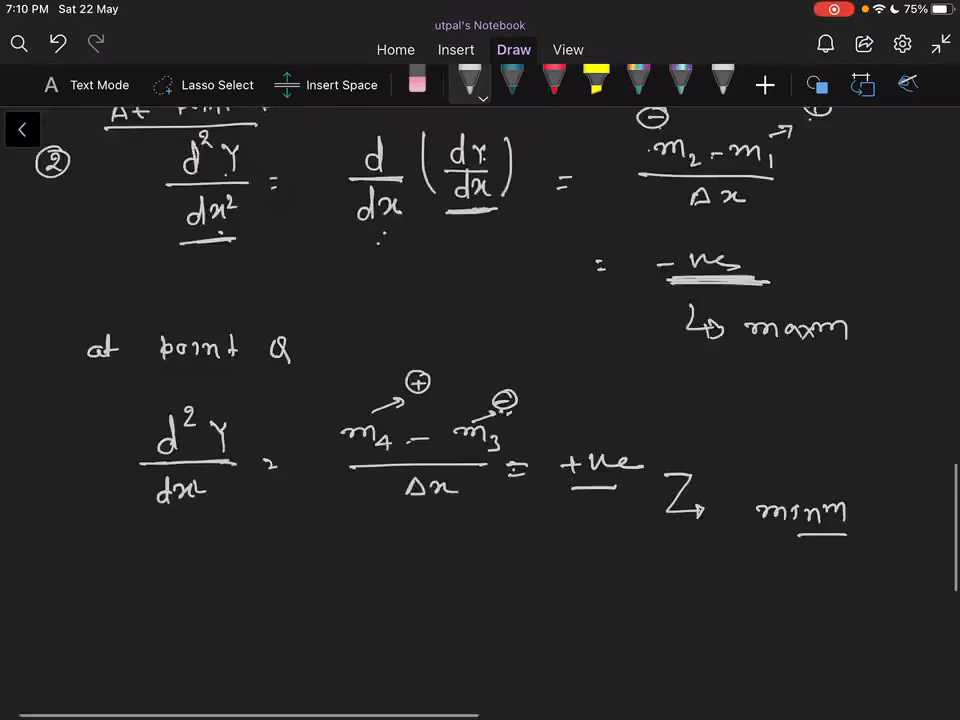 7:10 PM Sat 22 May
75%
utpal's Notebook
Home Insert Draw View
Text Mode Lasso Select Insert Space
At point
② d²Y/dx² = d/dx (dy/dx) = m₂ - m₁/Δx
⊖
= - ve
↳ maxm
at point Q
⊕ ⊖
d²Y/dx² = m₄ - m₃/Δx = +ve ↳ minm